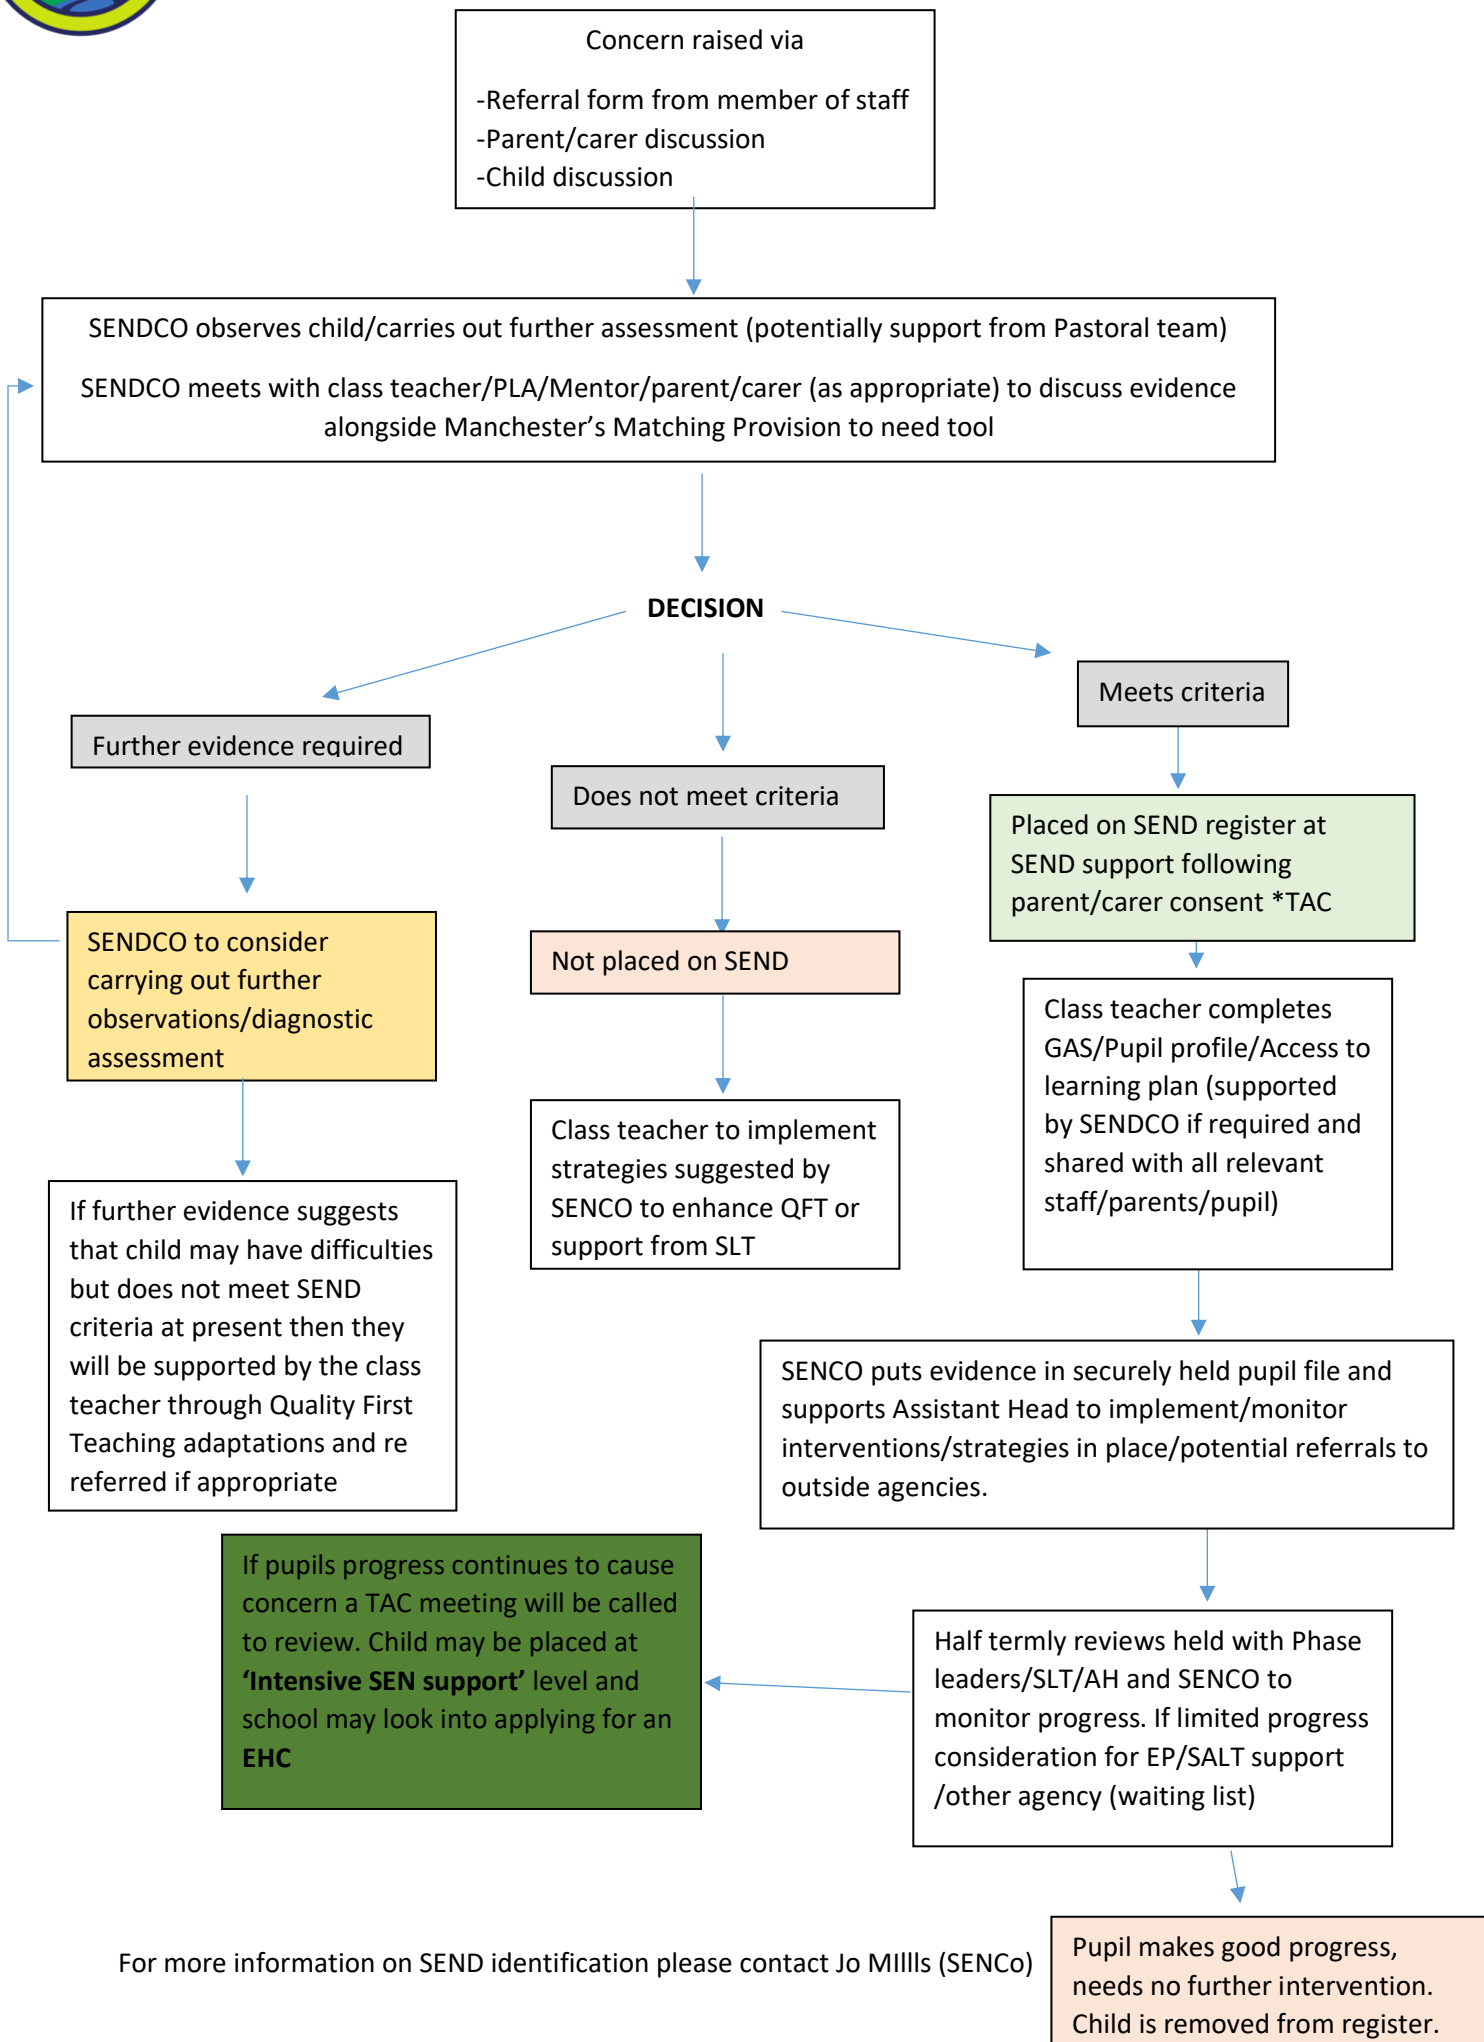 Concern raised via
-Referral form from member of staff
-Parent/carer discussion
-Child discussion
SENDCO observes child/carries out further assessment (potentially support from Pastoral team)
SENDCO meets with class teacher/PLA/Mentor/parent/carer (as appropriate) to discuss evidence
alongside Manchester’s Matching Provision to need tool
DECISION
Further evidence required
Does not meet criteria
Meets criteria
SENDCO to consider
carrying out further
observations/diagnostic
assessment
Not placed on SEND
Placed on SEND register at
SEND support following
parent/carer consent *TAC
If further evidence suggests
that child may have difficulties
but does not meet SEND
criteria at present then they
will be supported by the class
teacher through Quality First
Teaching adaptations and re
referred if appropriate
Class teacher to implement
strategies suggested by
SENCO to enhance QFT or
support from SLT
Class teacher completes
GAS/Pupil profile/Access to
learning plan (supported
by SENDCO if required and
shared with all relevant
staff/parents/pupil)
SENCO puts evidence in securely held pupil file and
supports Assistant Head to implement/monitor
interventions/strategies in place/potential referrals to
outside agencies.
If pupils progress continues to cause
concern a TAC meeting will be called
to review. Child may be placed at
‘Intensive SEN support’ level and
school may look into applying for an
EHC
Half termly reviews held with Phase
leaders/SLT/AH and SENCO to
monitor progress. If limited progress
consideration for EP/SALT support
/other agency (waiting list)
For more information on SEND identification please contact Jo MIllls (SENCo)
Pupil makes good progress,
needs no further intervention.
Child is removed from register.